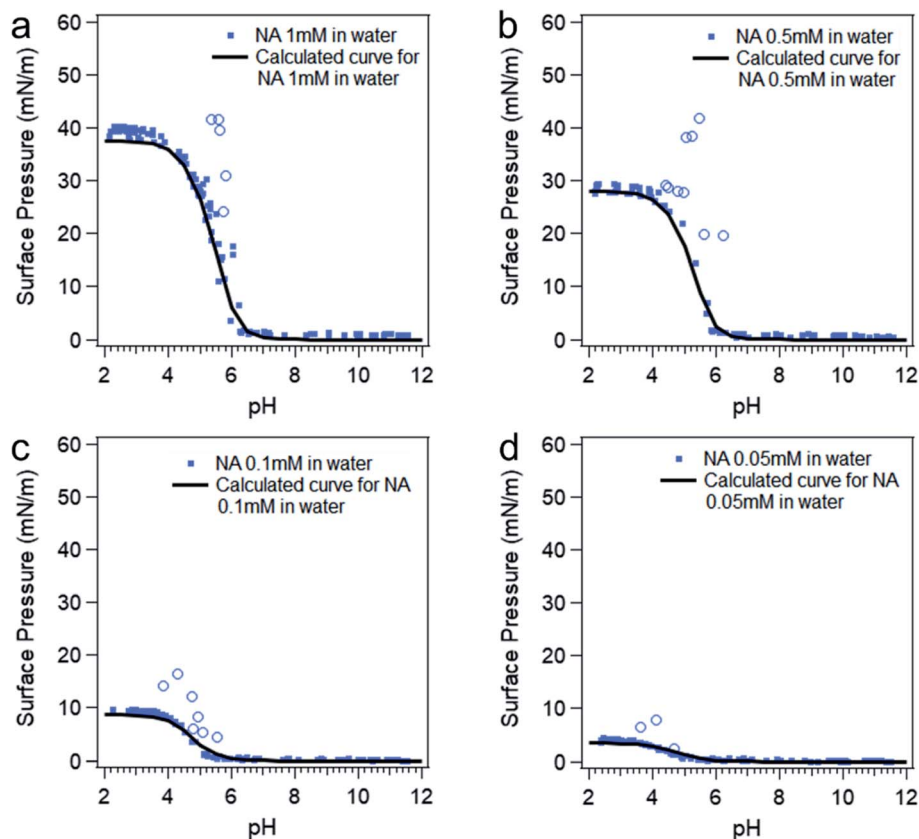 a
NA 1mM in water
Calculated curve for
NA 1mM in water
Surface Pressure (mN/m)
60
50
40
30
20
10
0
2 4 6 8 10 12
pH
b
NA 0.5mM in water
Calculated curve for
NA 0.5mM in water
Surface Pressure (mN/m)
60
50
40
30
20
10
0
2 4 6 8 10 12
pH
c
NA 0.1mM in water
Calculated curve for NA
0.1mM in water
Surface Pressure (mN/m)
60
50
40
30
20
10
0
2 4 6 8 10 12
pH
d
NA 0.05mM in water
Calculated curve for NA
0.05mM in water
Surface Pressure (mN/m)
60
50
40
30
20
10
0
2 4 6 8 10 12
pH